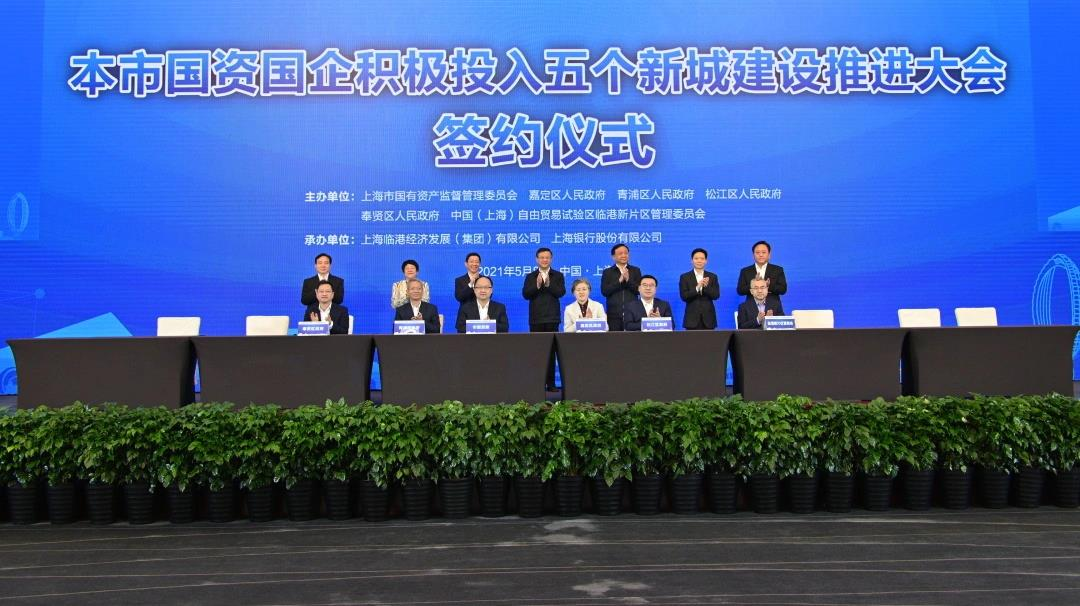 本市国资国企积极投入五个新城建设推进大会
签约仪式
主办单位：上海市国有资产监督管理委员会 嘉定区人民政府 青浦区人民政府 松江区人民政府
奉贤区人民政府 中国（上海）自由贸易试验区临港新片区管理委员会
承办单位：上海临港经济发展（集团）有限公司 上海银行股份有限公司
2021年5月 中国·上